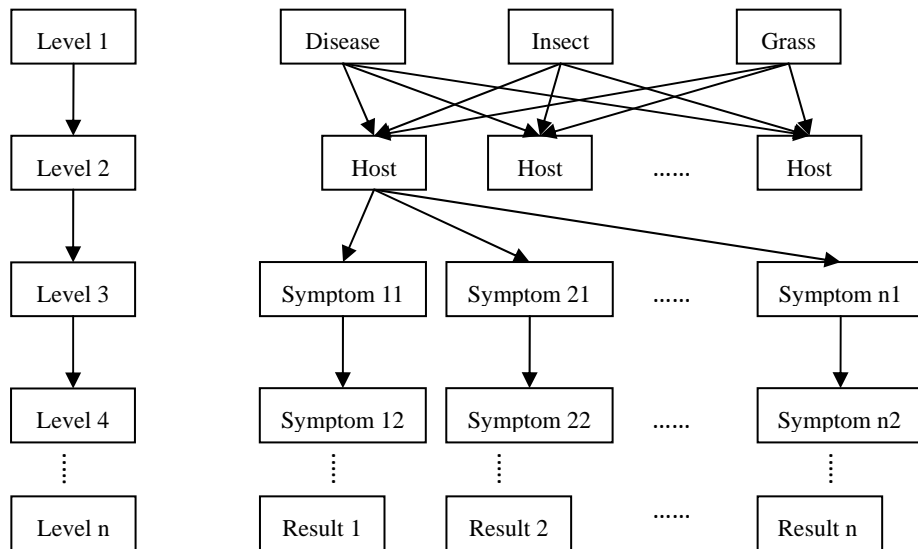 Level 1 Disease Insect Grass
Level 2 Host Host ...... Host
Level 3 Symptom 11 Symptom 21 ...... Symptom n1
Level 4 Symptom 12 Symptom 22 ...... Symptom n2
Level n Result 1 Result 2 ...... Result n